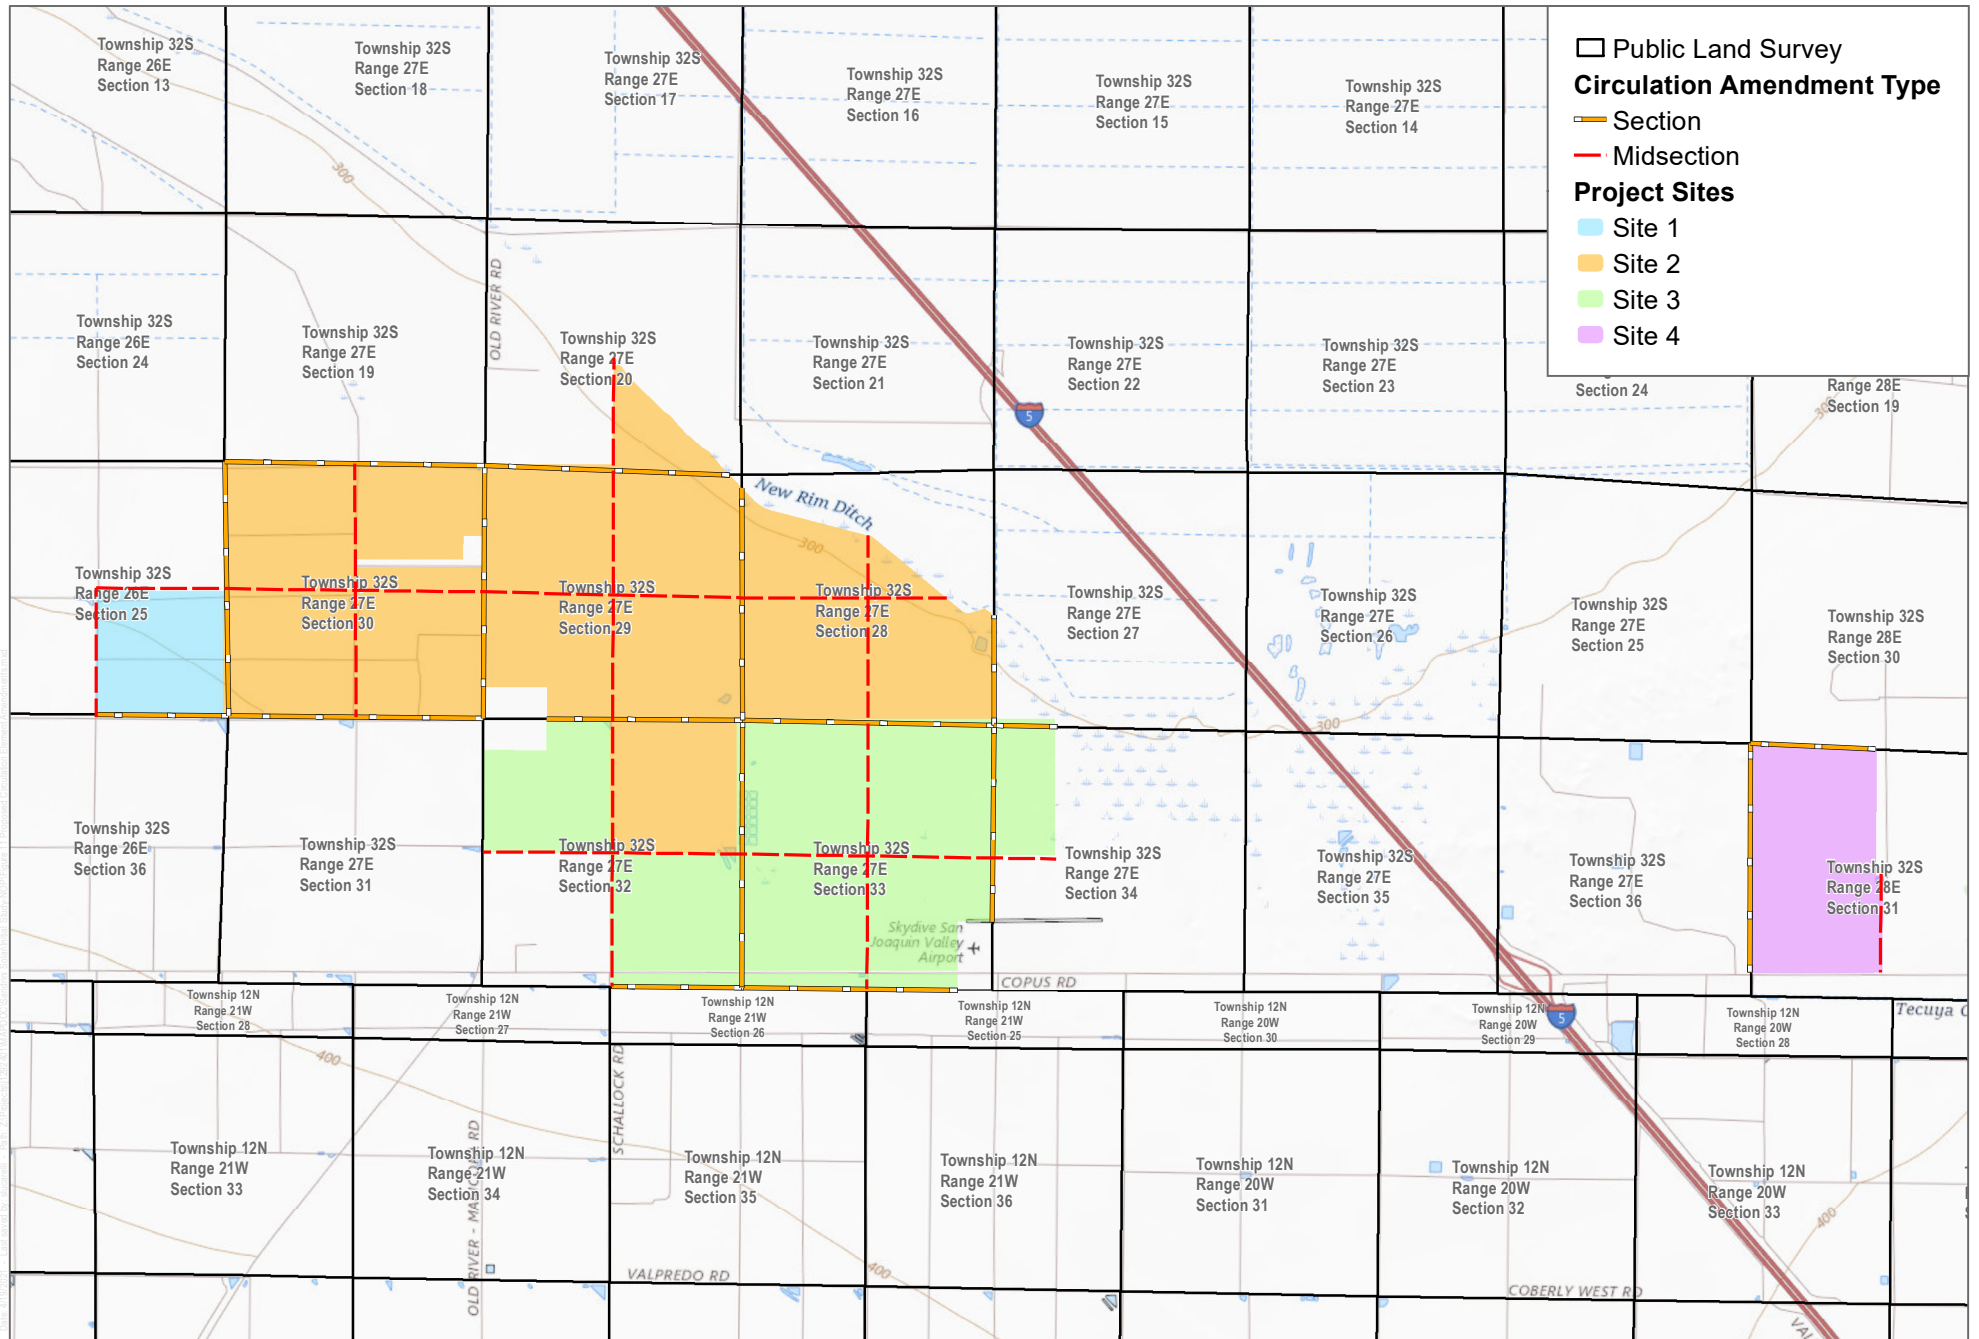 Township 32S
Range 26E
Section 13
Township 32S
Range 27E
Section 18
Township 32S
Range 27E
Section 17
Township 32S
Range 27E
Section 16
Township 32S
Range 27E
Section 15
Township 32S
Range 27E
Section 14
Public Land Survey
Circulation Amendment Type
Section
Midsection
Project Sites
Site 1
Site 2
Site 3
Site 4
300
OLD RIVER RD
Township 32S
Range 26E
Section 24
Township 32S
Range 27E
Section 19
Township 32S
Range 27E
Section 20
Township 32S
Range 27E
Section 21
Township 32S
Range 27E
Section 22
Township 32S
Range 27E
Section 23
Section 24
Range 28E
Section 19
300
5
New Rim Ditch
300
Township 32S
Range 26E
Section 25
Township 32S
Range 27E
Section 30
Township 32S
Range 27E
Section 29
Township 32S
Range 27E
Section 28
Township 32S
Range 27E
Section 27
Township 32S
Range 27E
Section 26
Township 32S
Range 27E
Section 25
Township 32S
Range 28E
Section 30
300
Township 32S
Range 26E
Section 36
Township 32S
Range 27E
Section 31
Township 32S
Range 27E
Section 32
Township 32S
Range 27E
Section 33
Township 32S
Range 27E
Section 34
Township 32S
Range 27E
Section 35
Township 32S
Range 27E
Section 36
Township 32S
Range 28E
Section 31
Skydive San
Joaquin Valley
Airport
COPUS RD
Township 12N
Range 21W
Section 28
Township 12N
Range 21W
Section 27
Township 12N
Range 21W
Section 26
Township 12N
Range 21W
Section 25
Township 12N
Range 20W
Section 30
Township 12N
Range 20W
Section 29
5
Township 12N
Range 20W
Section 28
Tecuya C
400
SCHALLOCK RD
Township 12N
Range 21W
Section 33
Township 12N
Range 21W
Section 34
Township 12N
Range 21W
Section 35
Township 12N
Range 21W
Section 36
Township 12N
Range 20W
Section 31
Township 12N
Range 20W
Section 32
Township 12N
Range 20W
Section 33
400
OLD RIVER - RD
VALPREDO RD
400
COBERLY WEST RD
VAL